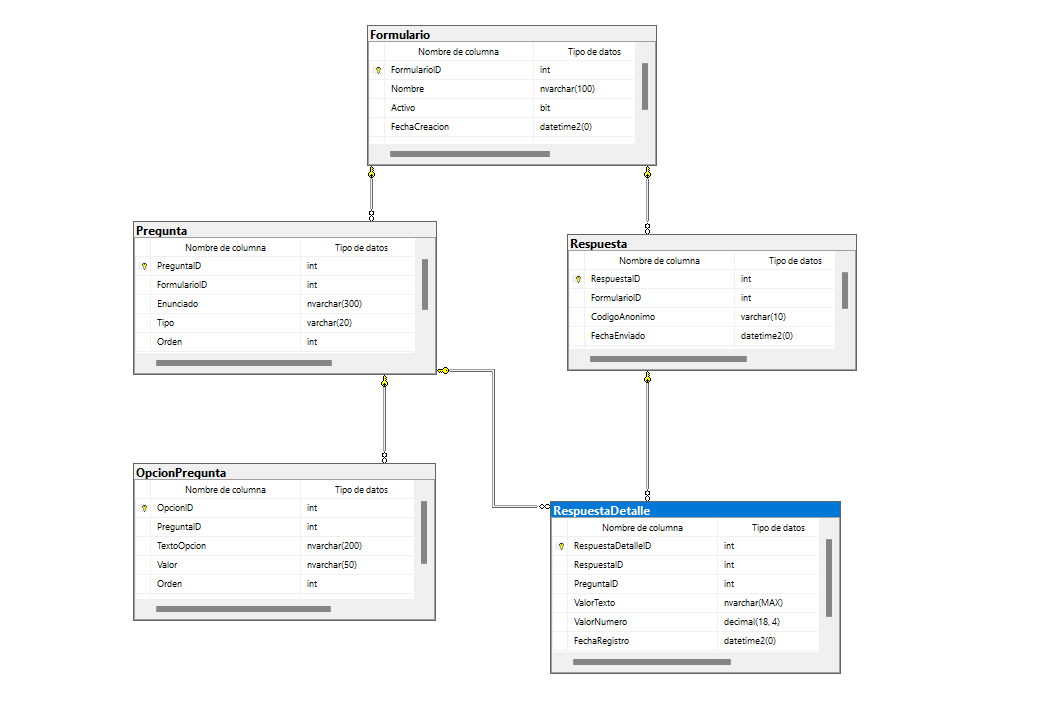 Formulario
Nombre de columna Tipo de datos
FormularioID int
Nombre nvarchar(100)
Activo bit
FechaCreacion datetime2(0)
Pregunta
Nombre de columna Tipo de datos
PreguntaID int
FormularioID int
Enunciado nvarchar(300)
Tipo varchar(20)
Orden int
Respuesta
Nombre de columna Tipo de datos
RespuestaID int
FormularioID int
CodigoAnonimo varchar(10)
FechaEnviado datetime2(0)
OpcionPregunta
Nombre de columna Tipo de datos
OpcionID int
PreguntaID int
TextoOpcion nvarchar(200)
Valor nvarchar(50)
Orden int
RespuestaDetalle
Nombre de columna Tipo de datos
RespuestaDetalleID int
RespuestaID int
PreguntaID int
ValorTexto nvarchar(MAX)
ValorNumero decimal(18, 4)
FechaRegistro datetime2(0)